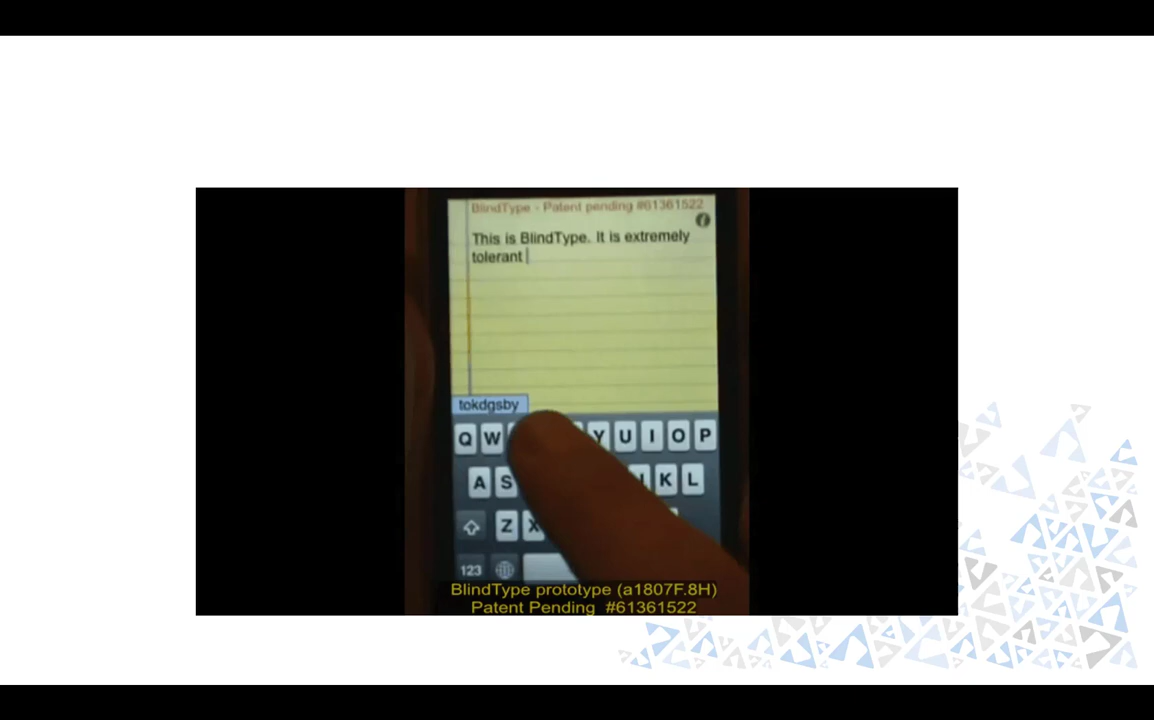 BlindType - Patent pending #61361522
This is BlindType. It is extremely
tolerant
tokdgsby
Q W Y U I O P
A S K L
Z X
123
BlindType prototype (a1807F.8H)
Patent Pending #61361522